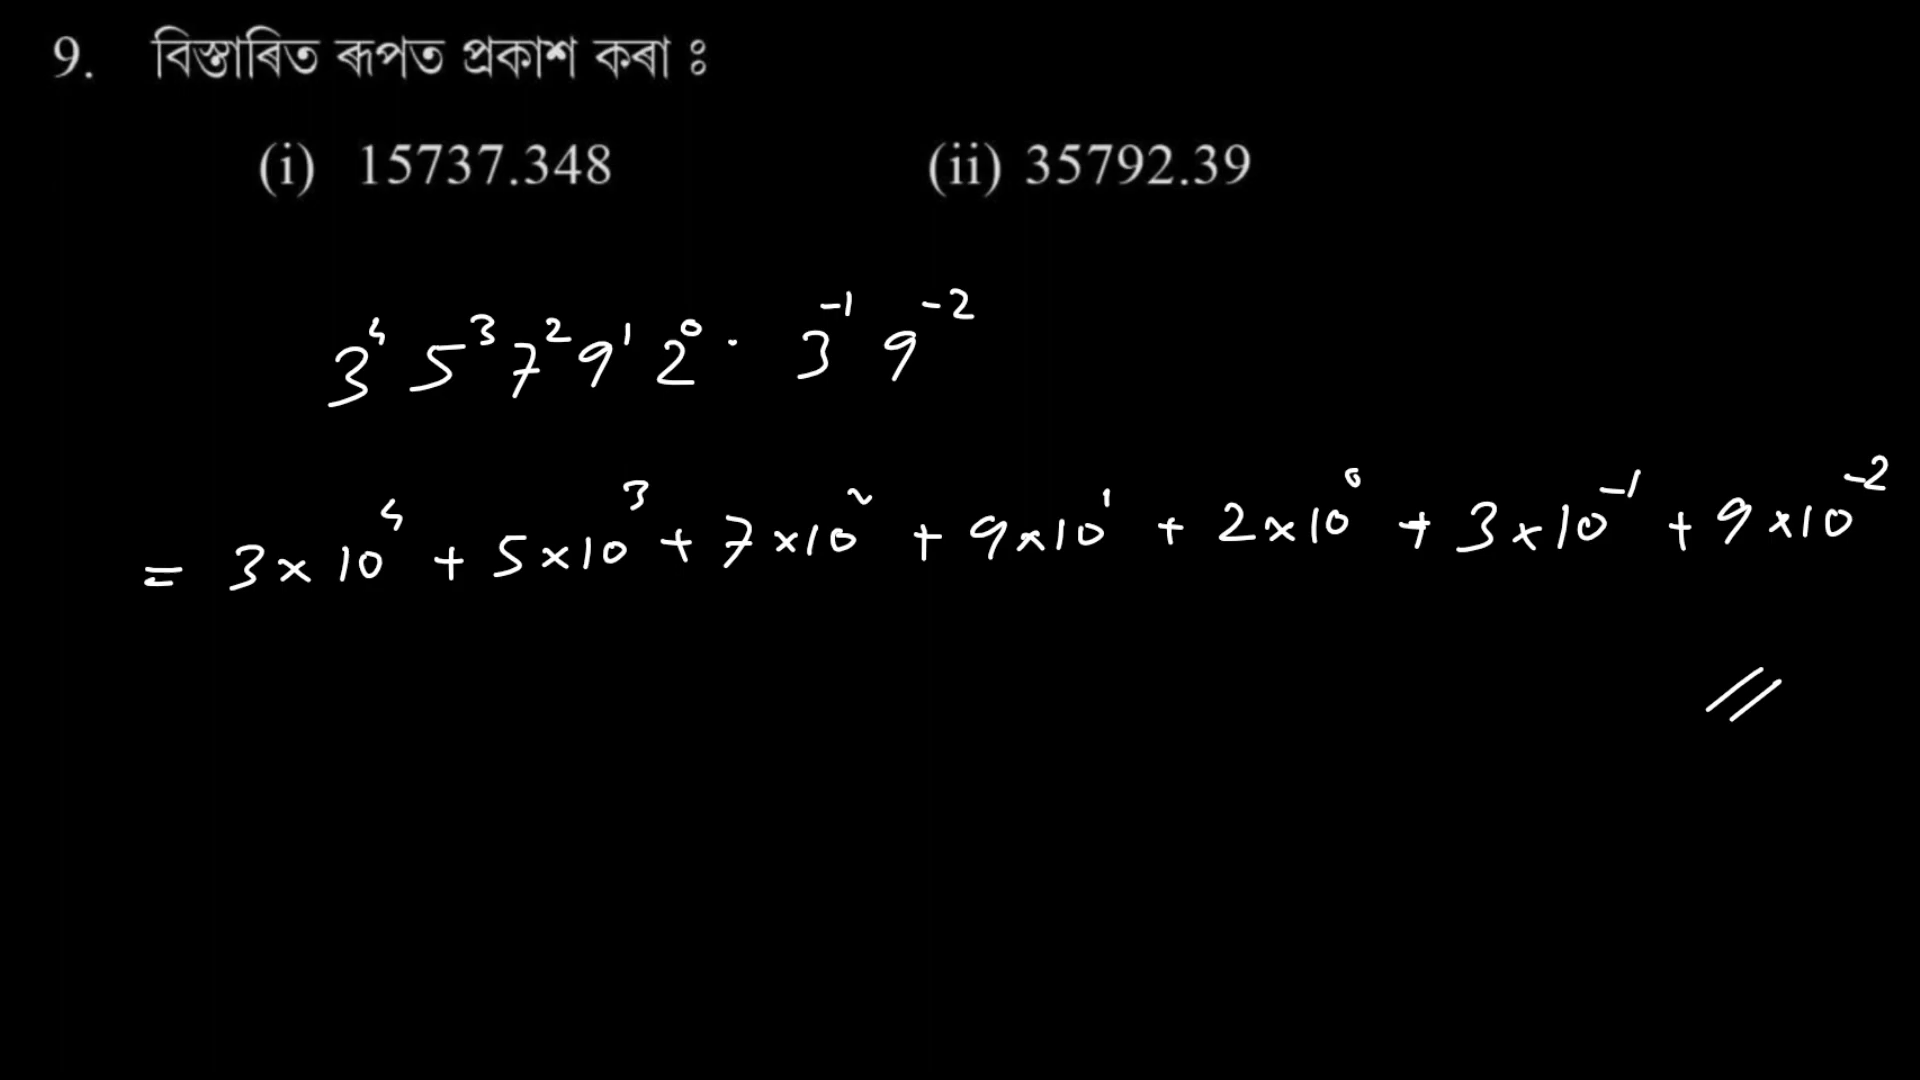 9. বিস্তাৰিত ৰূপত প্ৰকাশ কৰা ঃ
(i) 15737.348 (ii) 35792.39
3⁴ 5³ 7² 9¹ 2⁰ . 3⁻¹ 9⁻²
= 3 × 10⁴ + 5 × 10³ + 7 × 10² + 9 × 10¹ + 2 × 10⁰ + 3 × 10⁻¹ + 9 × 10⁻²
//